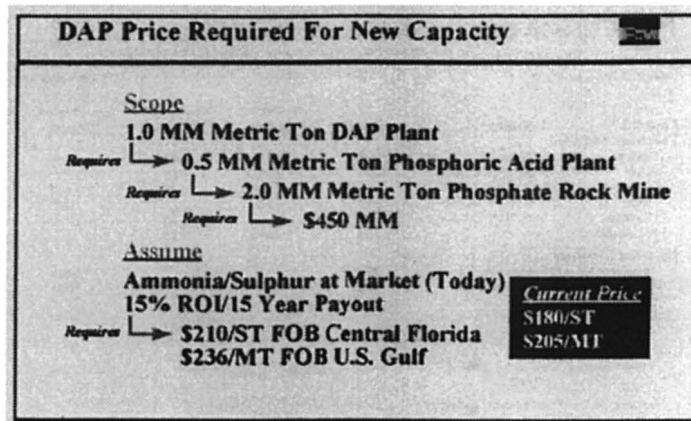 DAP Price Required For New Capacity
Scope
1.0 MM Metric Ton DAP Plant
Requires 0.5 MM Metric Ton Phosphoric Acid Plant
Requires 2.0 MM Metric Ton Phosphate Rock Mine
Requires $450 MM
Assume
Ammonia/Sulphur at Market (Today)
15% ROI/15 Year Payout
Requires $210/ST FOB Central Florida
$236/MT FOB U.S. Gulf
Current Price
$180/ST
$205/MT